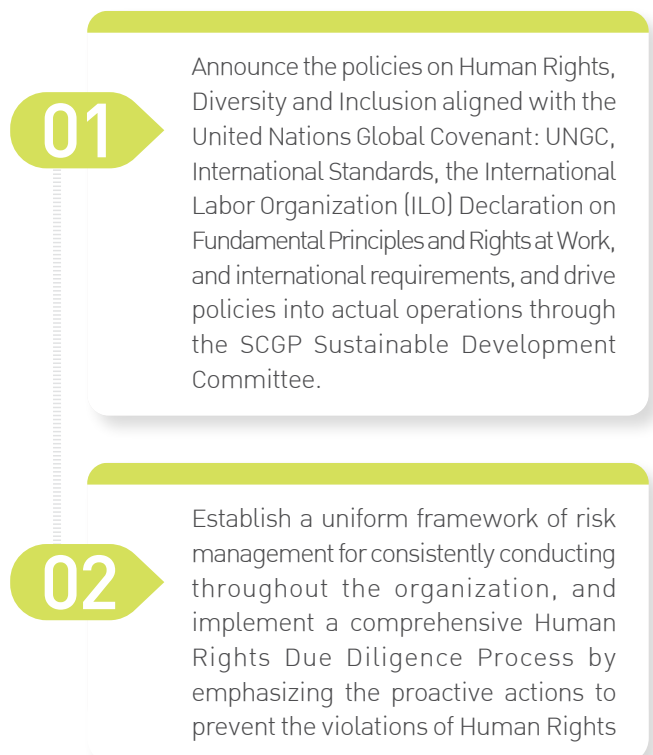 01
Announce the policies on Human Rights,
Diversity and Inclusion aligned with the
United Nations Global Covenant: UNGC,
International Standards, the International
Labor Organization (ILO) Declaration on
Fundamental Principles and Rights at Work,
and international requirements, and drive
policies into actual operations through
the SCGP Sustainable Development
Committee.
02
Establish a uniform framework of risk
management for consistently conducting
throughout the organization, and
implement a comprehensive Human
Rights Due Diligence Process by
emphasizing the proactive actions to
prevent the violations of Human Rights